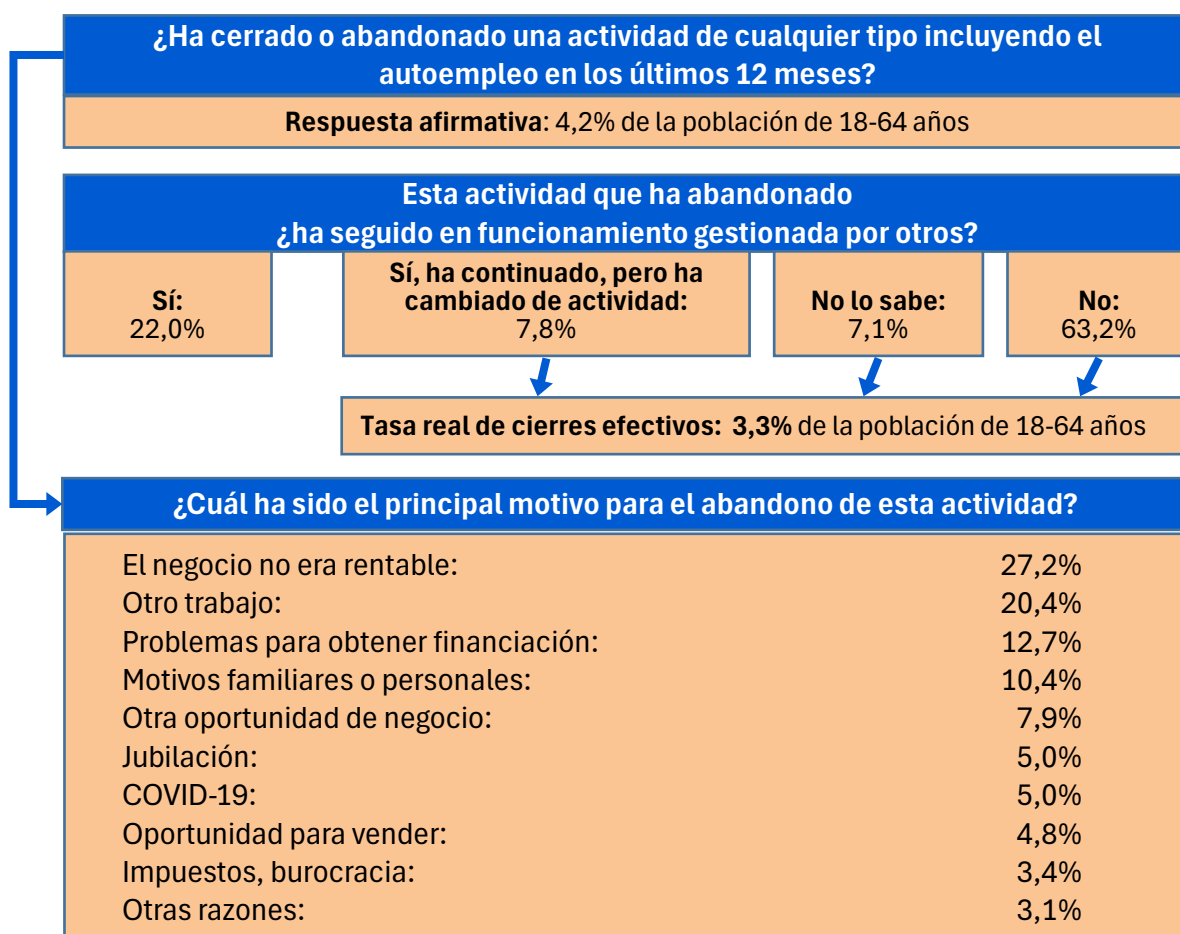 ¿Ha cerrado o abandonado una actividad de cualquier tipo incluyendo el
autoempleo en los últimos 12 meses?
Respuesta afirmativa: 4,2% de la población de 18-64 años
Esta actividad que ha abandonado
¿ha seguido en funcionamiento gestionada por otros?
Sí:
22,0%
Sí, ha continuado, pero ha
cambiado de actividad:
7,8%
No lo sabe:
7,1%
No:
63,2%
Tasa real de cierres efectivos: 3,3% de la población de 18-64 años
¿Cuál ha sido el principal motivo para el abandono de esta actividad?
El negocio no era rentable: 27,2%
Otro trabajo: 20,4%
Problemas para obtener financiación: 12,7%
Motivos familiares o personales: 10,4%
Otra oportunidad de negocio: 7,9%
Jubilación: 5,0%
COVID-19: 5,0%
Oportunidad para vender: 4,8%
Impuestos, burocracia: 3,4%
Otras razones: 3,1%